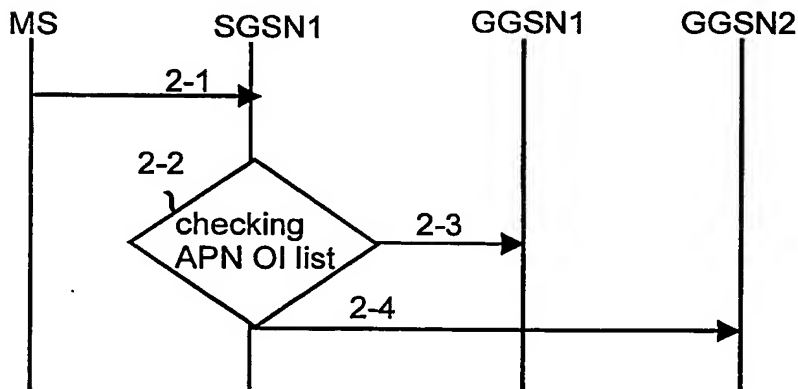 MS SGSN1 GGSN1 GGSN2
2-1
2-2
checking
APN OI list
2-3
2-4